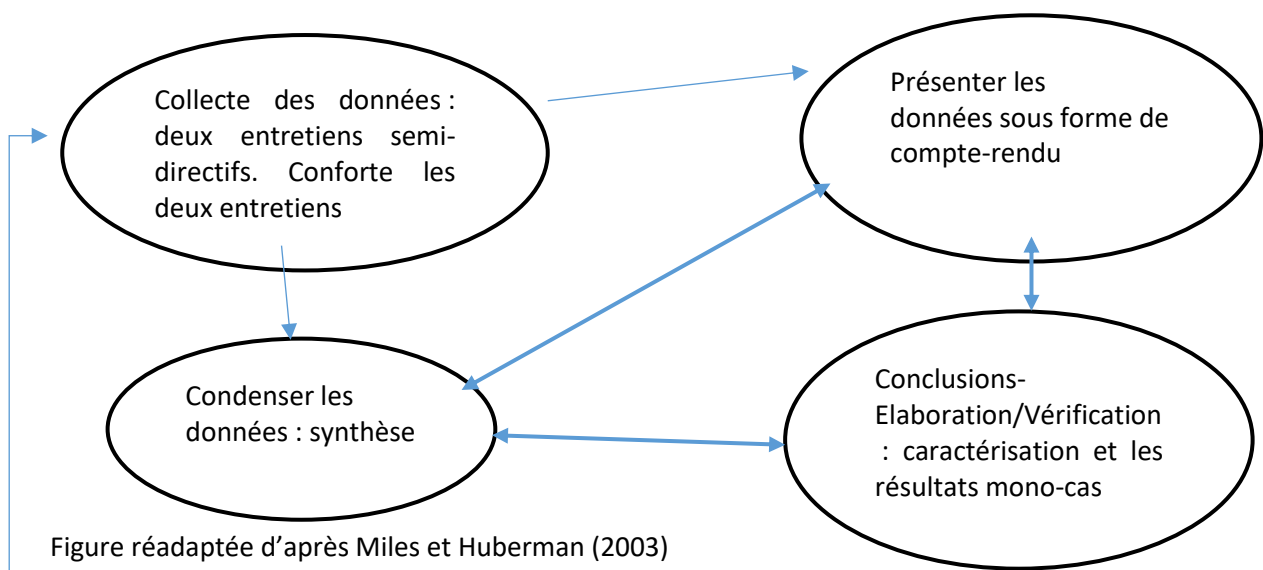 Collecte des données :
deux entretiens semi-
directifs. Conforte les
deux entretiens
Présenter les
données sous forme de
compte-rendu
Condenser les
données : synthèse
Conclusions-
Elaboration/Vérification
: caractérisation et les
résultats mono-cas
Figure réadaptée d’après Miles et Huberman (2003)